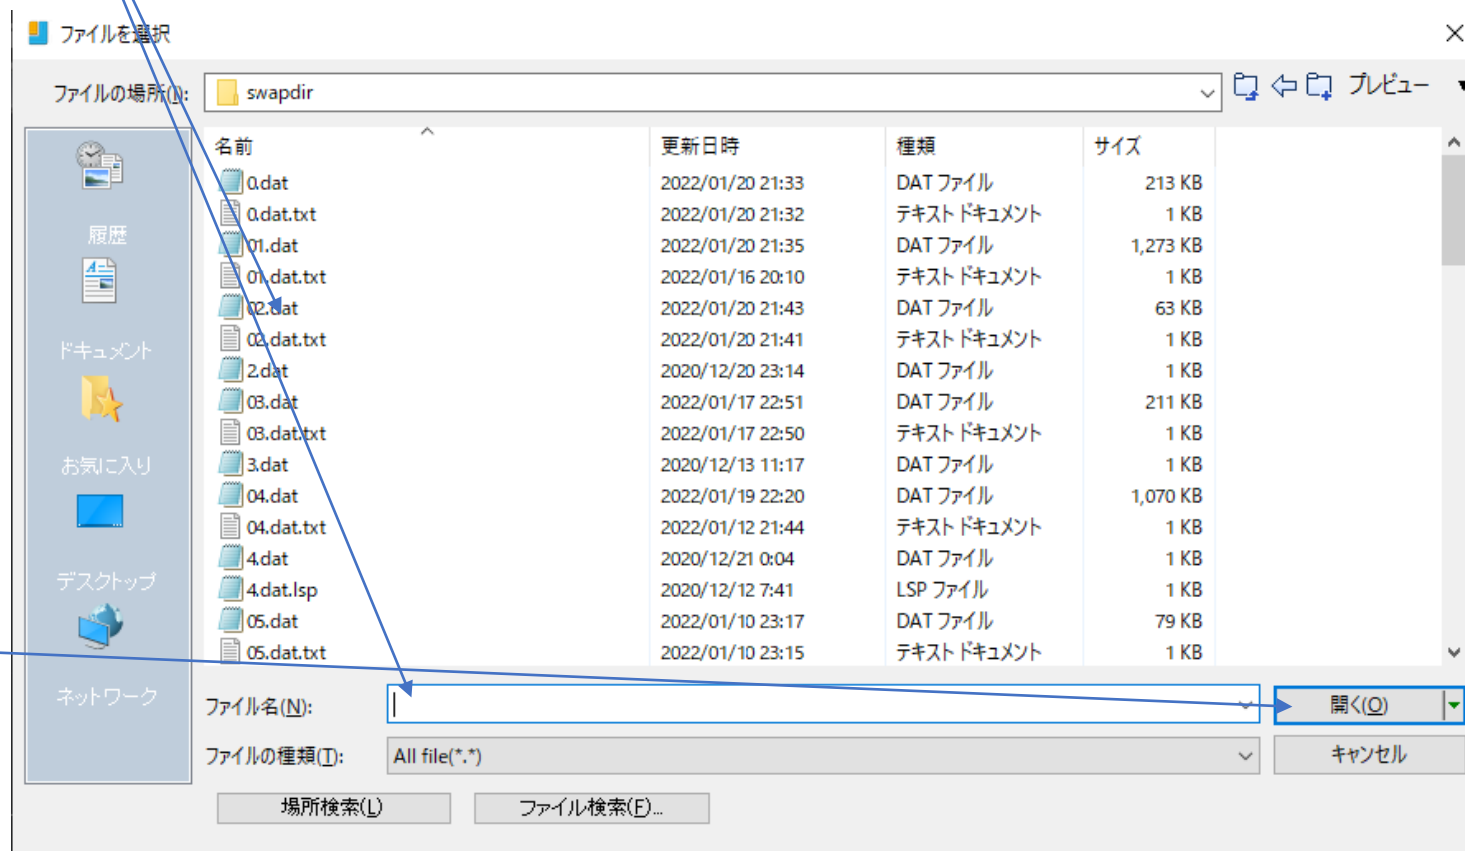 ファイルを選択
ファイルの場所(I): swapdir プレビュー
名前 更新日時 種類 サイズ
0.dat 2022/01/20 21:33 DAT ファイル 213 KB
0.dat.txt 2022/01/20 21:32 テキスト ドキュメント 1 KB
01.dat 2022/01/20 21:35 DAT ファイル 1,273 KB
01.dat.txt 2022/01/16 20:10 テキスト ドキュメント 1 KB
02.dat 2022/01/20 21:43 DAT ファイル 63 KB
02.dat.txt 2022/01/20 21:41 テキスト ドキュメント 1 KB
2.dat 2020/12/20 23:14 DAT ファイル 1 KB
03.dat 2022/01/17 22:51 DAT ファイル 211 KB
03.dat.txt 2022/01/17 22:50 テキスト ドキュメント 1 KB
3.dat 2020/12/13 11:17 DAT ファイル 1 KB
04.dat 2022/01/19 22:20 DAT ファイル 1,070 KB
04.dat.txt 2022/01/12 21:44 テキスト ドキュメント 1 KB
4.dat 2020/12/21 0:04 DAT ファイル 1 KB
4.dat.lsp 2020/12/12 7:41 LSP ファイル 1 KB
05.dat 2022/01/10 23:17 DAT ファイル 79 KB
05.dat.txt 2022/01/10 23:15 テキスト ドキュメント 1 KB
履歴
ドキュメント
お気に入り
デスクトップ
ネットワーク
ファイル名(N): 開く(O)
ファイルの種類(T): All file(*.*) キャンセル
場所検索(L) ファイル検索(F)...